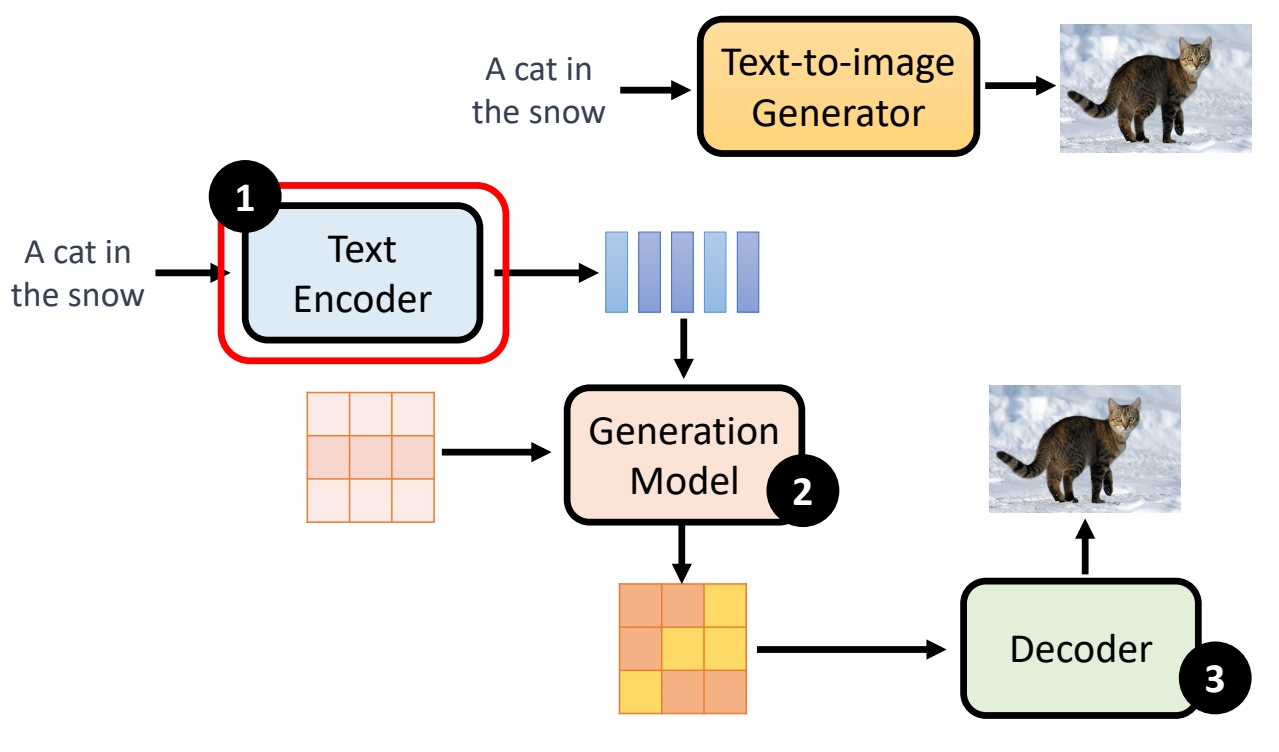 A cat in
the snow
Text-to-image
Generator
1
A cat in
the snow
Text
Encoder
Generation
Model
2
Decoder
3